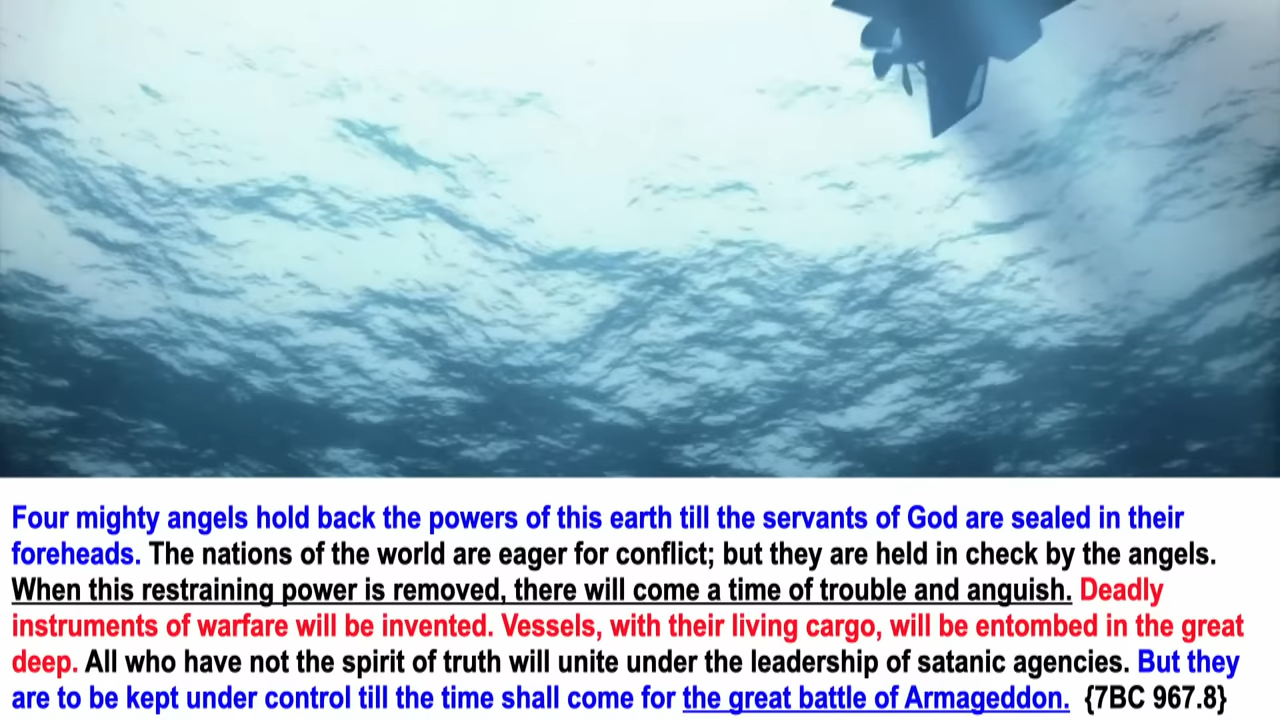 Four mighty angels hold back the powers of this earth till the servants of God are sealed in their
foreheads. The nations of the world are eager for conflict; but they are held in check by the angels.
When this restraining power is removed, there will come a time of trouble and anguish. Deadly
instruments of warfare will be invented. Vessels, with their living cargo, will be entombed in the great
deep. All who have not the spirit of truth will unite under the leadership of satanic agencies. But they
are to be kept under control till the time shall come for the great battle of Armageddon. {7BC 967.8}